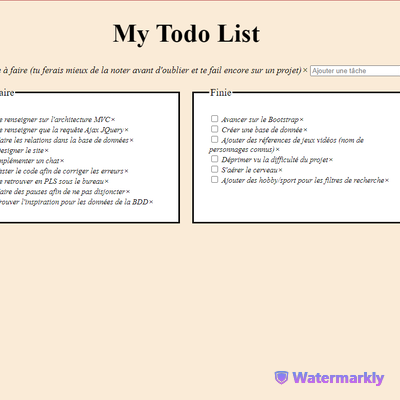 My Todo List
à faire (tu ferais mieux de la noter avant d'oublier et te fail encore sur un projet)× Ajouter une tâche
aire
e renseigner sur l'architecture MVC×
e renseigner que la requête Ajax JQuery×
aire les relations dans la base de données×
esigner le site×
mplémenter un chat×
ster le code afin de corriger les erreurs×
e retrouver en PLS sous le bureau×
aire des pauses afin de ne pas disjoncter×
rouver l'inspiration pour les données de la BDD×
Finie
Avancer sur le Bootstrap×
Créer une base de donnée×
Ajouter des réferences de jeux vidéos (nom de
personnages connus)×
Déprimer vu la difficulté du projet×
S'aérer le cerveau×
Ajouter des hobby/sport pour les filtres de recherche×
Watermarkly